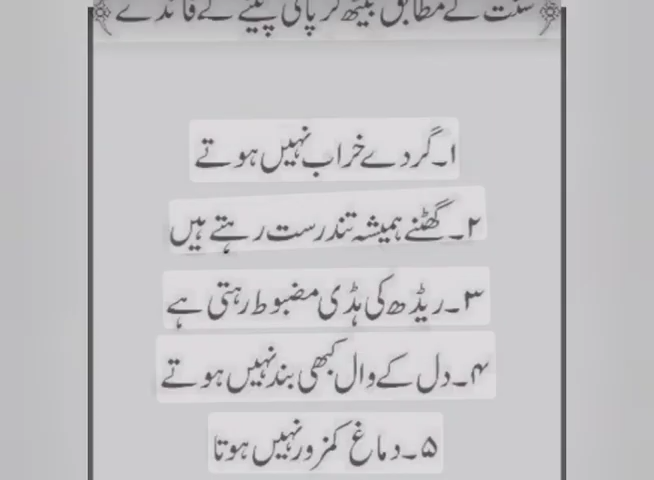 سنت کے مطابق بیٹھ کر پانی پینے کے فائدے
۱۔گردے خراب نہیں ہوتے
۲۔گھٹنے ہمیشہ تندرست رہتے ہیں
۳۔ریڈھ کی ہڈی مضبوط رہتی ہے
۴۔دل کے وال کبھی بند نہیں ہوتے
۵۔دماغ کمزور نہیں ہوتا